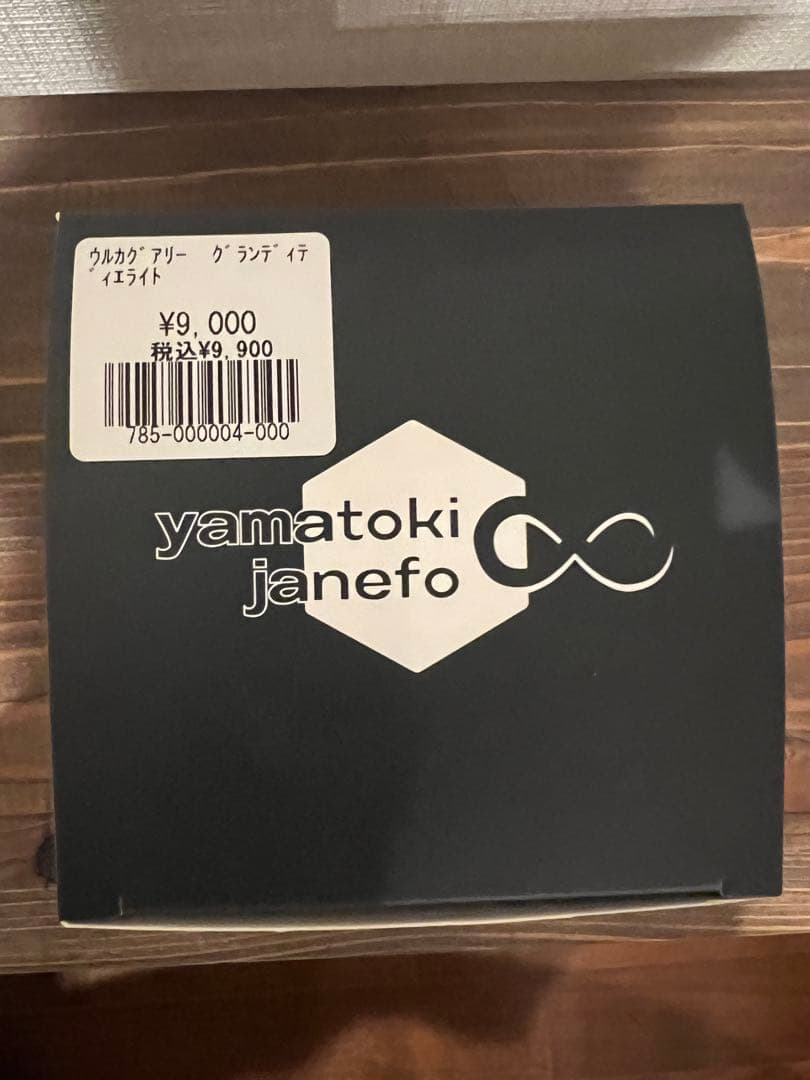 ｳﾙｶｸﾞｱﾘｰ ｸﾞﾗﾝﾃﾞｨﾃ
ﾞｨｴﾗｲﾄ
¥9,000
税込¥9,900
785-000004-000
yamatoki
janefo